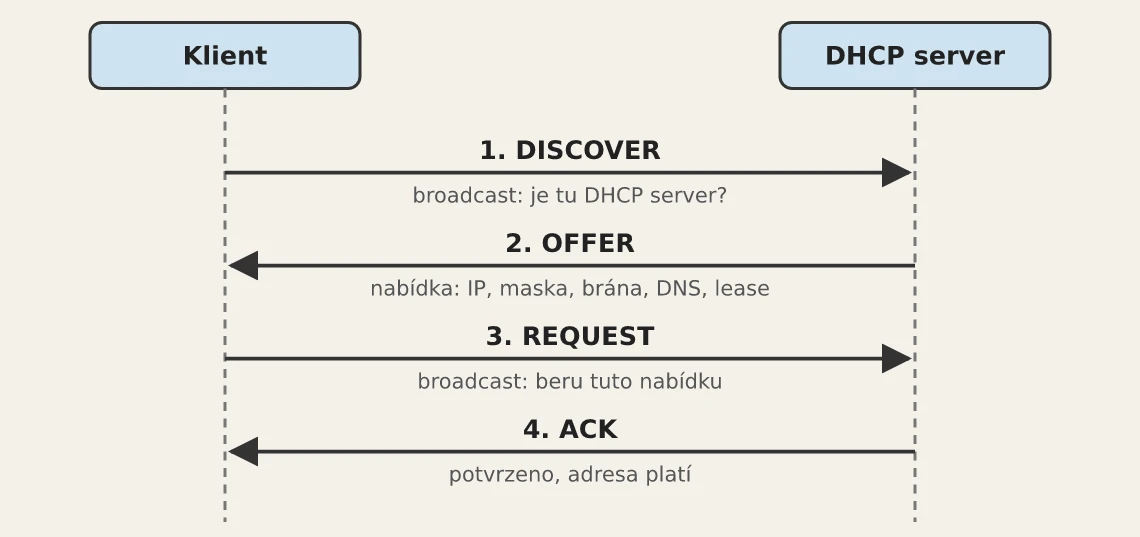 Klient
DHCP server
1. DISCOVER
broadcast: je tu DHCP server?
2. OFFER
nabídka: IP, maska, brána, DNS, lease
3. REQUEST
broadcast: beru tuto nabídku
4. ACK
potvrzeno, adresa platí